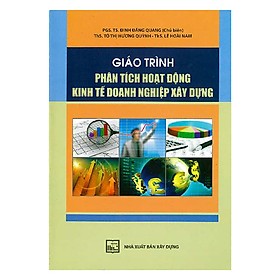 PGS. TS. ĐINH ĐĂNG QUANG (Chủ biên)
ThS. TÔ THỊ HƯƠNG QUỲNH - ThS. LÊ HOÀI NAM
GIÁO TRÌNH
PHÂN TÍCH HOẠT ĐỘNG
KINH TẾ DOANH NGHIỆP XÂY DỰNG
NHÀ XUẤT BẢN XÂY DỰNG